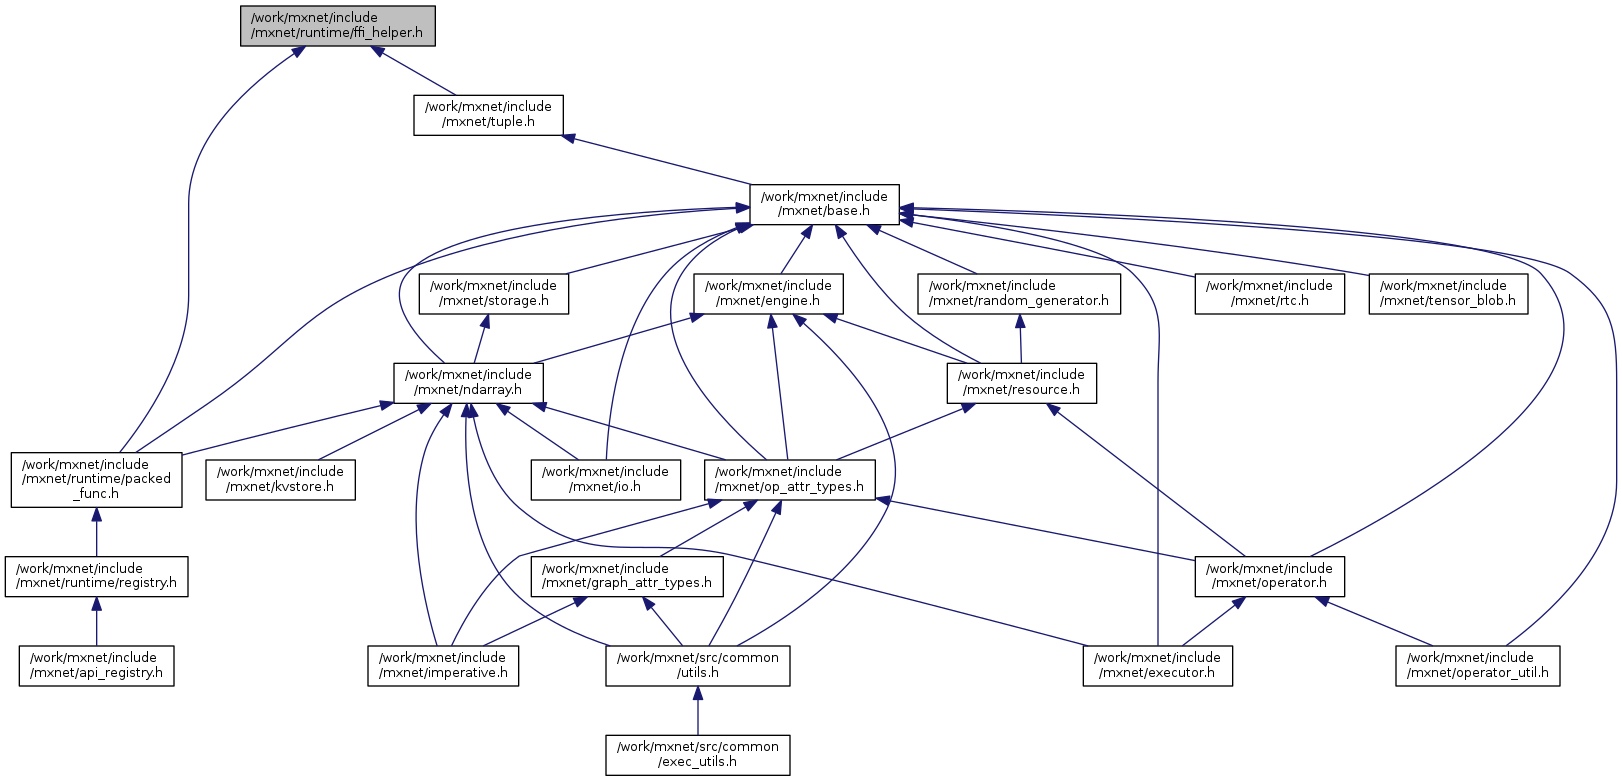 /work/mxnet/include
/mxnet/runtime/ffi_helper.h
/work/mxnet/include
/mxnet/tuple.h
/work/mxnet/include
/mxnet/base.h
/work/mxnet/include
/mxnet/storage.h
/work/mxnet/include
/mxnet/engine.h
/work/mxnet/include
/mxnet/random_generator.h
/work/mxnet/include
/mxnet/rtc.h
/work/mxnet/include
/mxnet/tensor_blob.h
/work/mxnet/include
/mxnet/ndarray.h
/work/mxnet/include
/mxnet/resource.h
/work/mxnet/include
/mxnet/runtime/packed
_func.h
/work/mxnet/include
/mxnet/kvstore.h
/work/mxnet/include
/mxnet/io.h
/work/mxnet/include
/mxnet/op_attr_types.h
/work/mxnet/include
/mxnet/runtime/registry.h
/work/mxnet/include
/mxnet/graph_attr_types.h
/work/mxnet/include
/mxnet/operator.h
/work/mxnet/include
/mxnet/api_registry.h
/work/mxnet/include
/mxnet/imperative.h
/work/mxnet/src/common
/utils.h
/work/mxnet/include
/mxnet/executor.h
/work/mxnet/include
/mxnet/operator_util.h
/work/mxnet/src/common
/exec_utils.h